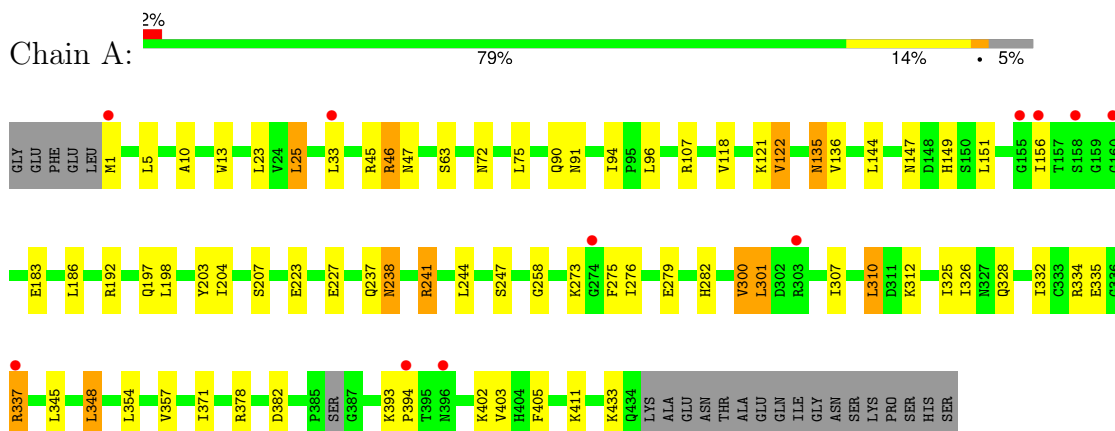 2%
Chain A:
79% 14% • 5%
GLY GLU PHE GLU LEU M1 L5 A10 W13 L23 V24 L25 L33 R45 R46 N47 S63 N72 L75 Q90 N91 I94 P95 L96 R107 V118 K121 V122 N135 V136 L144 N147 D148 H149 S150 L151 G155 I156 T157 S158 G159 G160
E183 L186 R192 Q197 L198 Y203 I204 S207 E223 E227 Q237 N238 R241 L244 S247 G258 K273 G274 F275 I276 E279 H282 V300 L301 D302 R303 I307 L310 D311 K312 I325 I326 N327 Q328 I332 C333 R334 E335 G336
R337 L345 L348 L354 V357 I371 R378 D382 P385 SER G387 K393 P394 T395 N396 K402 V403 H404 F405 K411 K433 Q434 LYS ALA GLU ASN THR ALA GLU GLN ILE GLY ASN SER LYS PRO SER HIS SER